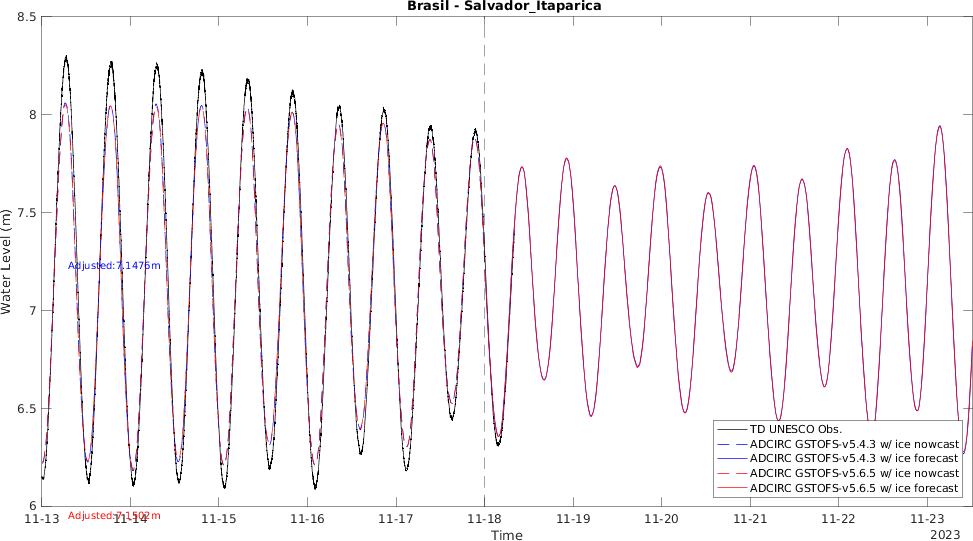 Brasil - Salvador_Itaparica
8.5
8
7.5
7
6.5
6
Water Level (m)
Adjusted:7.1476m
Adjusted:7.1502m
TD UNESCO Obs.
ADCIRC GSTOFS-v5.4.3 w/ ice nowcast
ADCIRC GSTOFS-v5.4.3 w/ ice forecast
ADCIRC GSTOFS-v5.6.5 w/ ice nowcast
ADCIRC GSTOFS-v5.6.5 w/ ice forecast
11-13 11-14 11-15 11-16 11-17 11-18 11-19 11-20 11-21 11-22 11-23
Time
2023